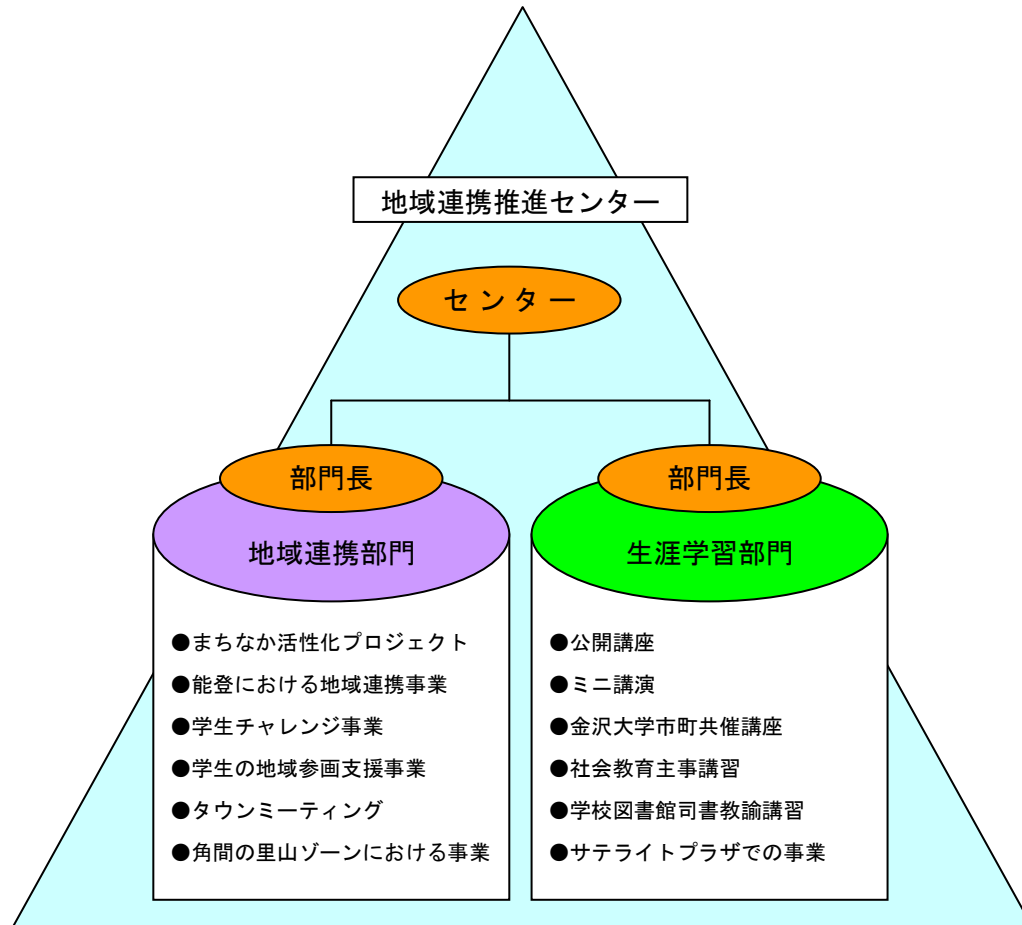 地域連携推進センター
センター
部門長
地域連携部門
●まちなか活性化プロジェクト
●能登における地域連携事業
●学生チャレンジ事業
●学生の地域参画支援事業
●タウンミーティング
●角間の里山ゾーンにおける事業
部門長
生涯学習部門
●公開講座
●ミニ講演
●金沢大学市町共催講座
●社会教育主事講習
●学校図書館司書教諭講習
●サテライトプラザでの事業